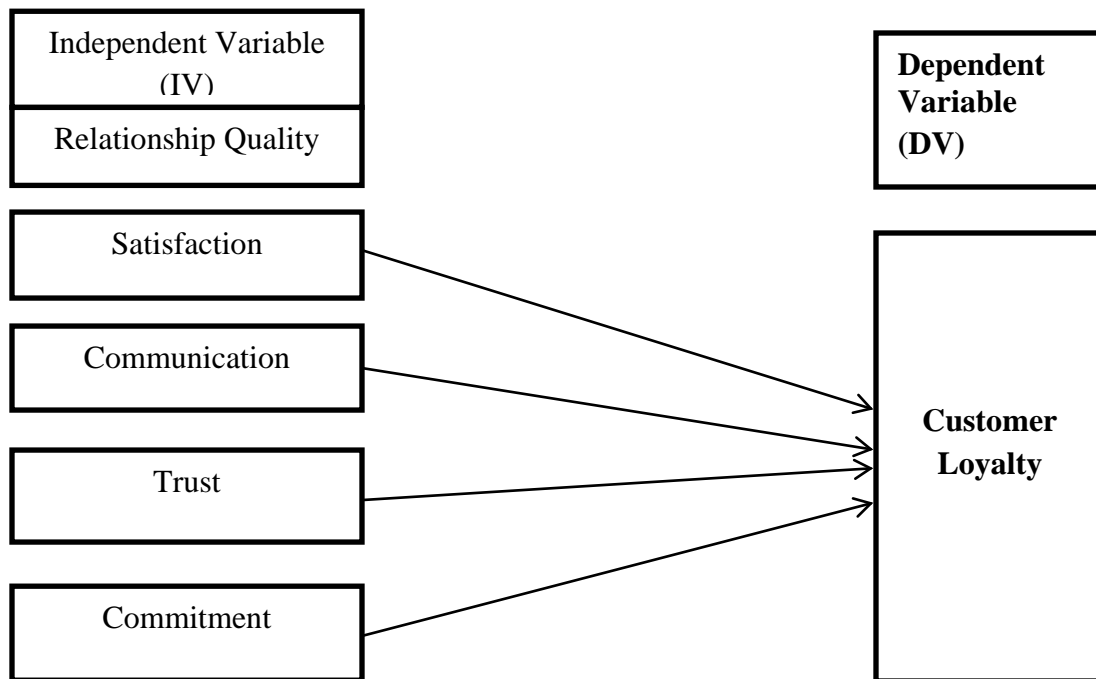 Independent Variable
(IV)
Relationship Quality
Satisfaction
Communication
Trust
Commitment
Dependent
Variable
(DV)
Customer
Loyalty